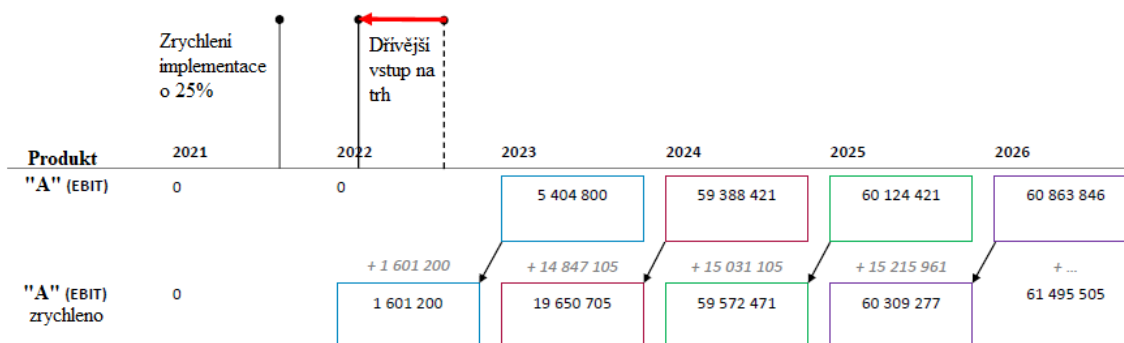 Zrychlení
implementace
o 25%
Dřívější
vstup na
trh
Produkt 2021 2022 2023 2024 2025 2026
"A" (EBIT) 0 0 5 404 800 59 388 421 60 124 421 60 863 846
+ 1 601 200 + 14 847 105 + 15 031 105 + 15 215 961 + ...
"A" (EBIT) 0 1 601 200 19 650 705 59 572 471 60 309 277 61 495 505
zrychleno